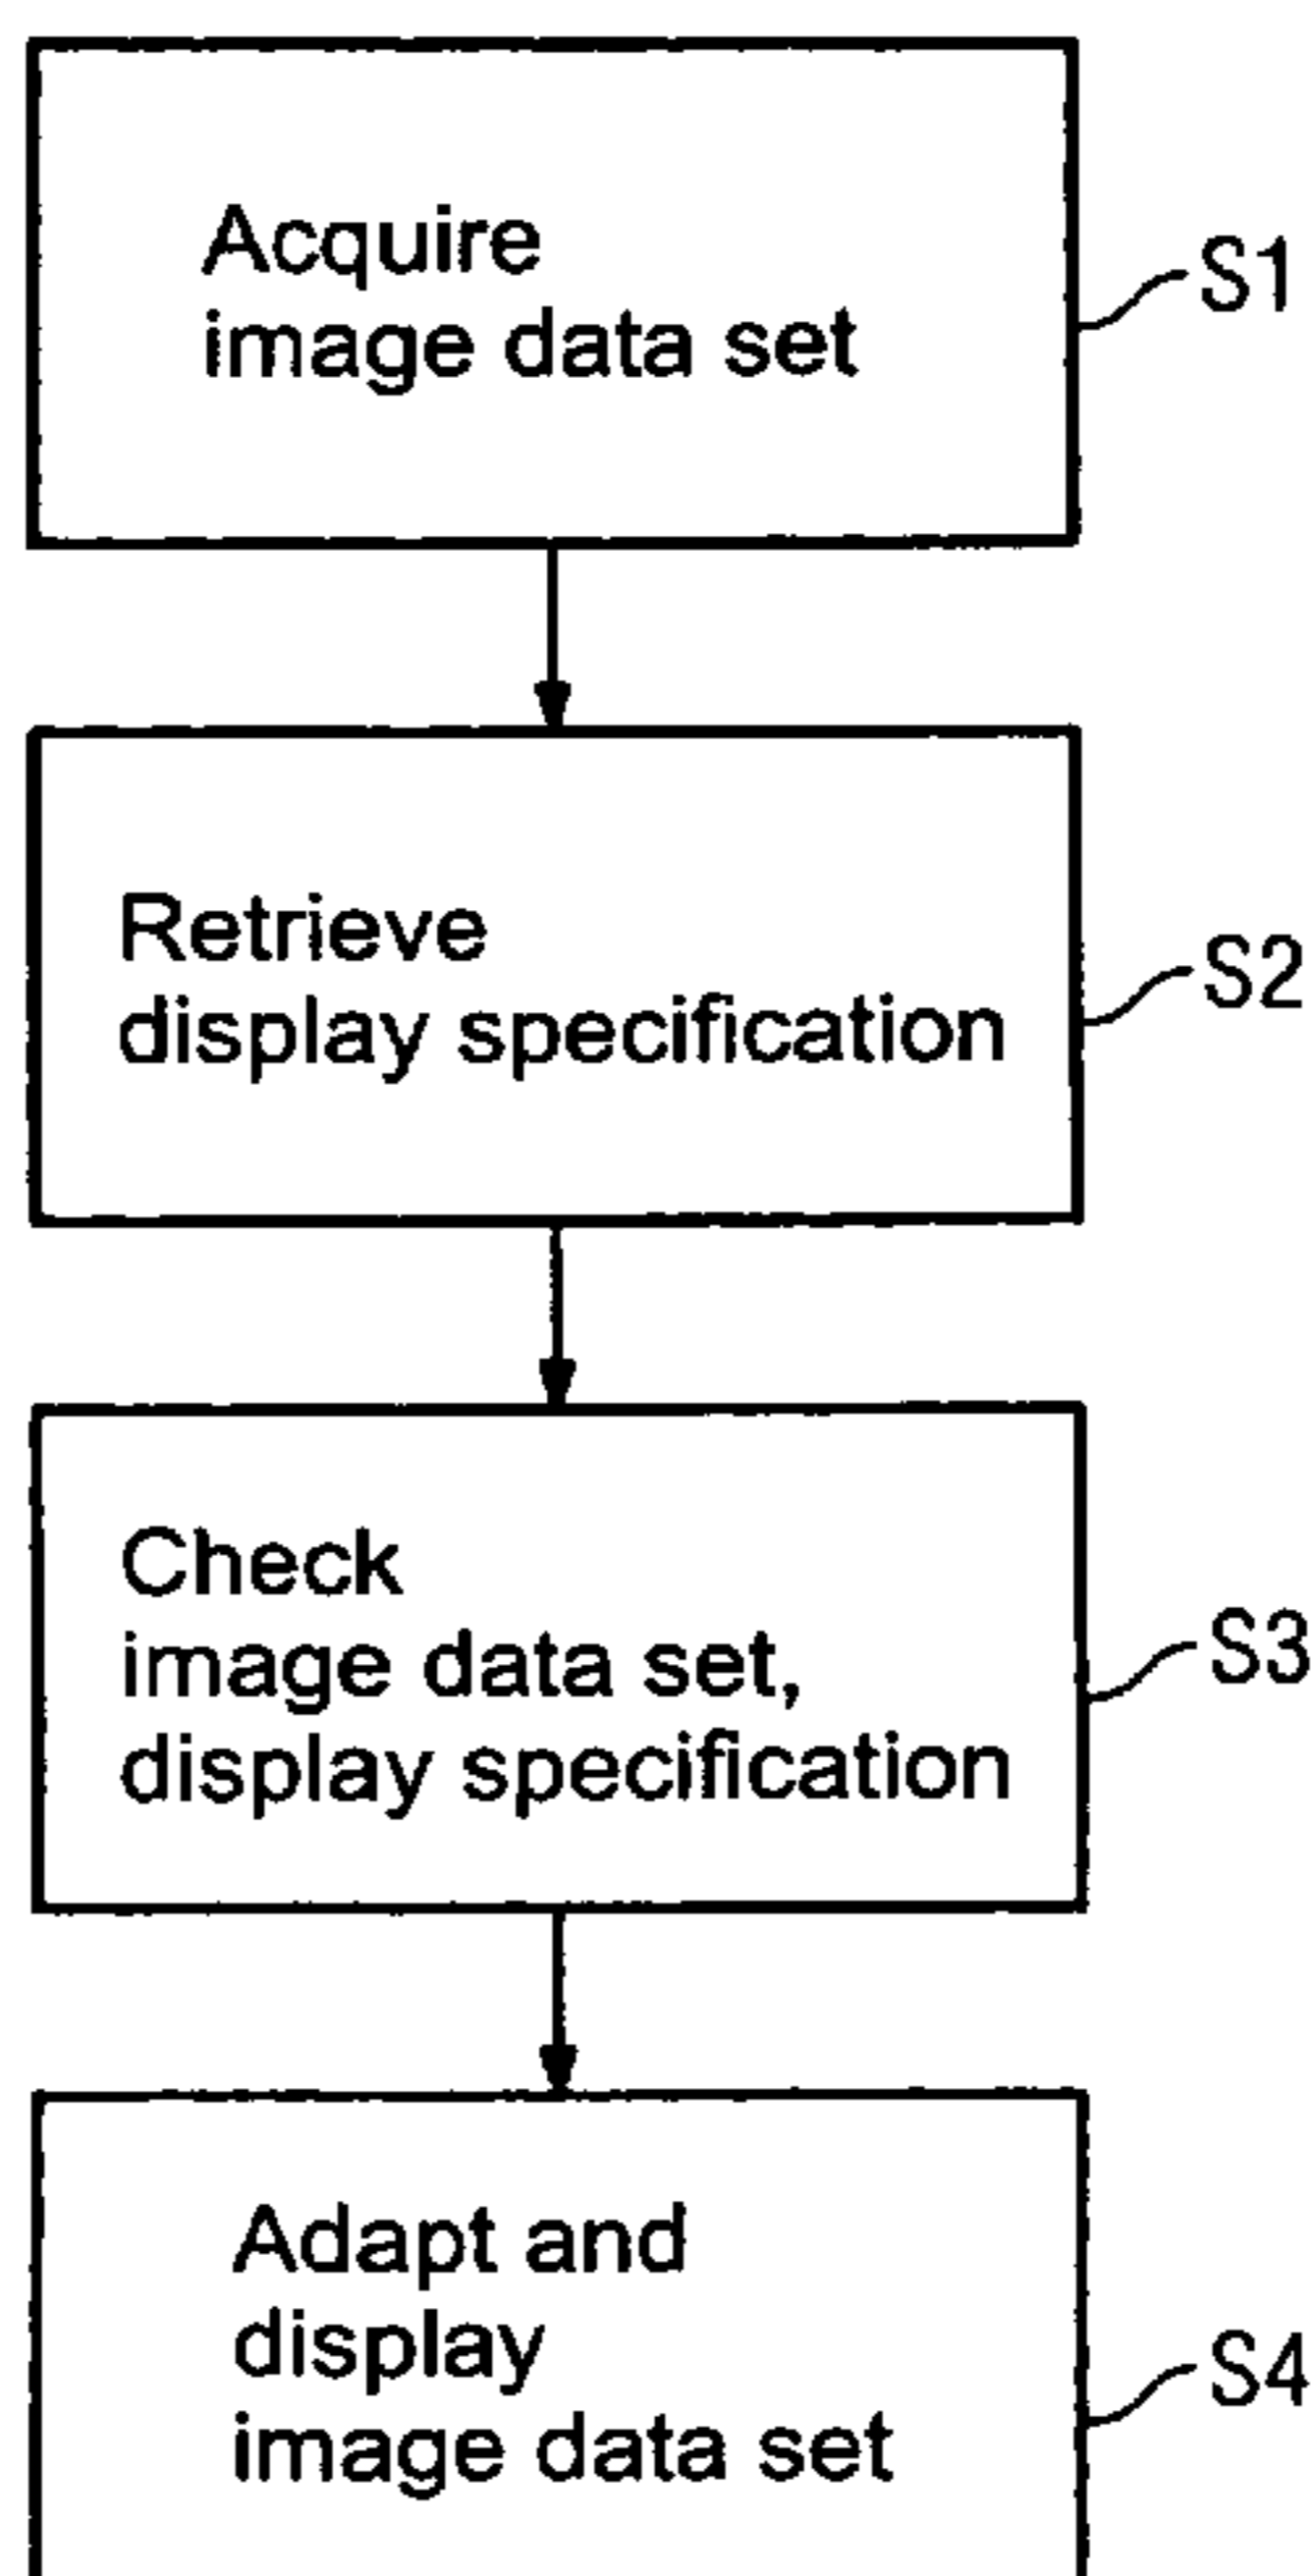 Acquire
image data set
S1
Retrieve
display specification
S2
Check
image data set,
display specification
S3
Adapt and
display
image data set
S4